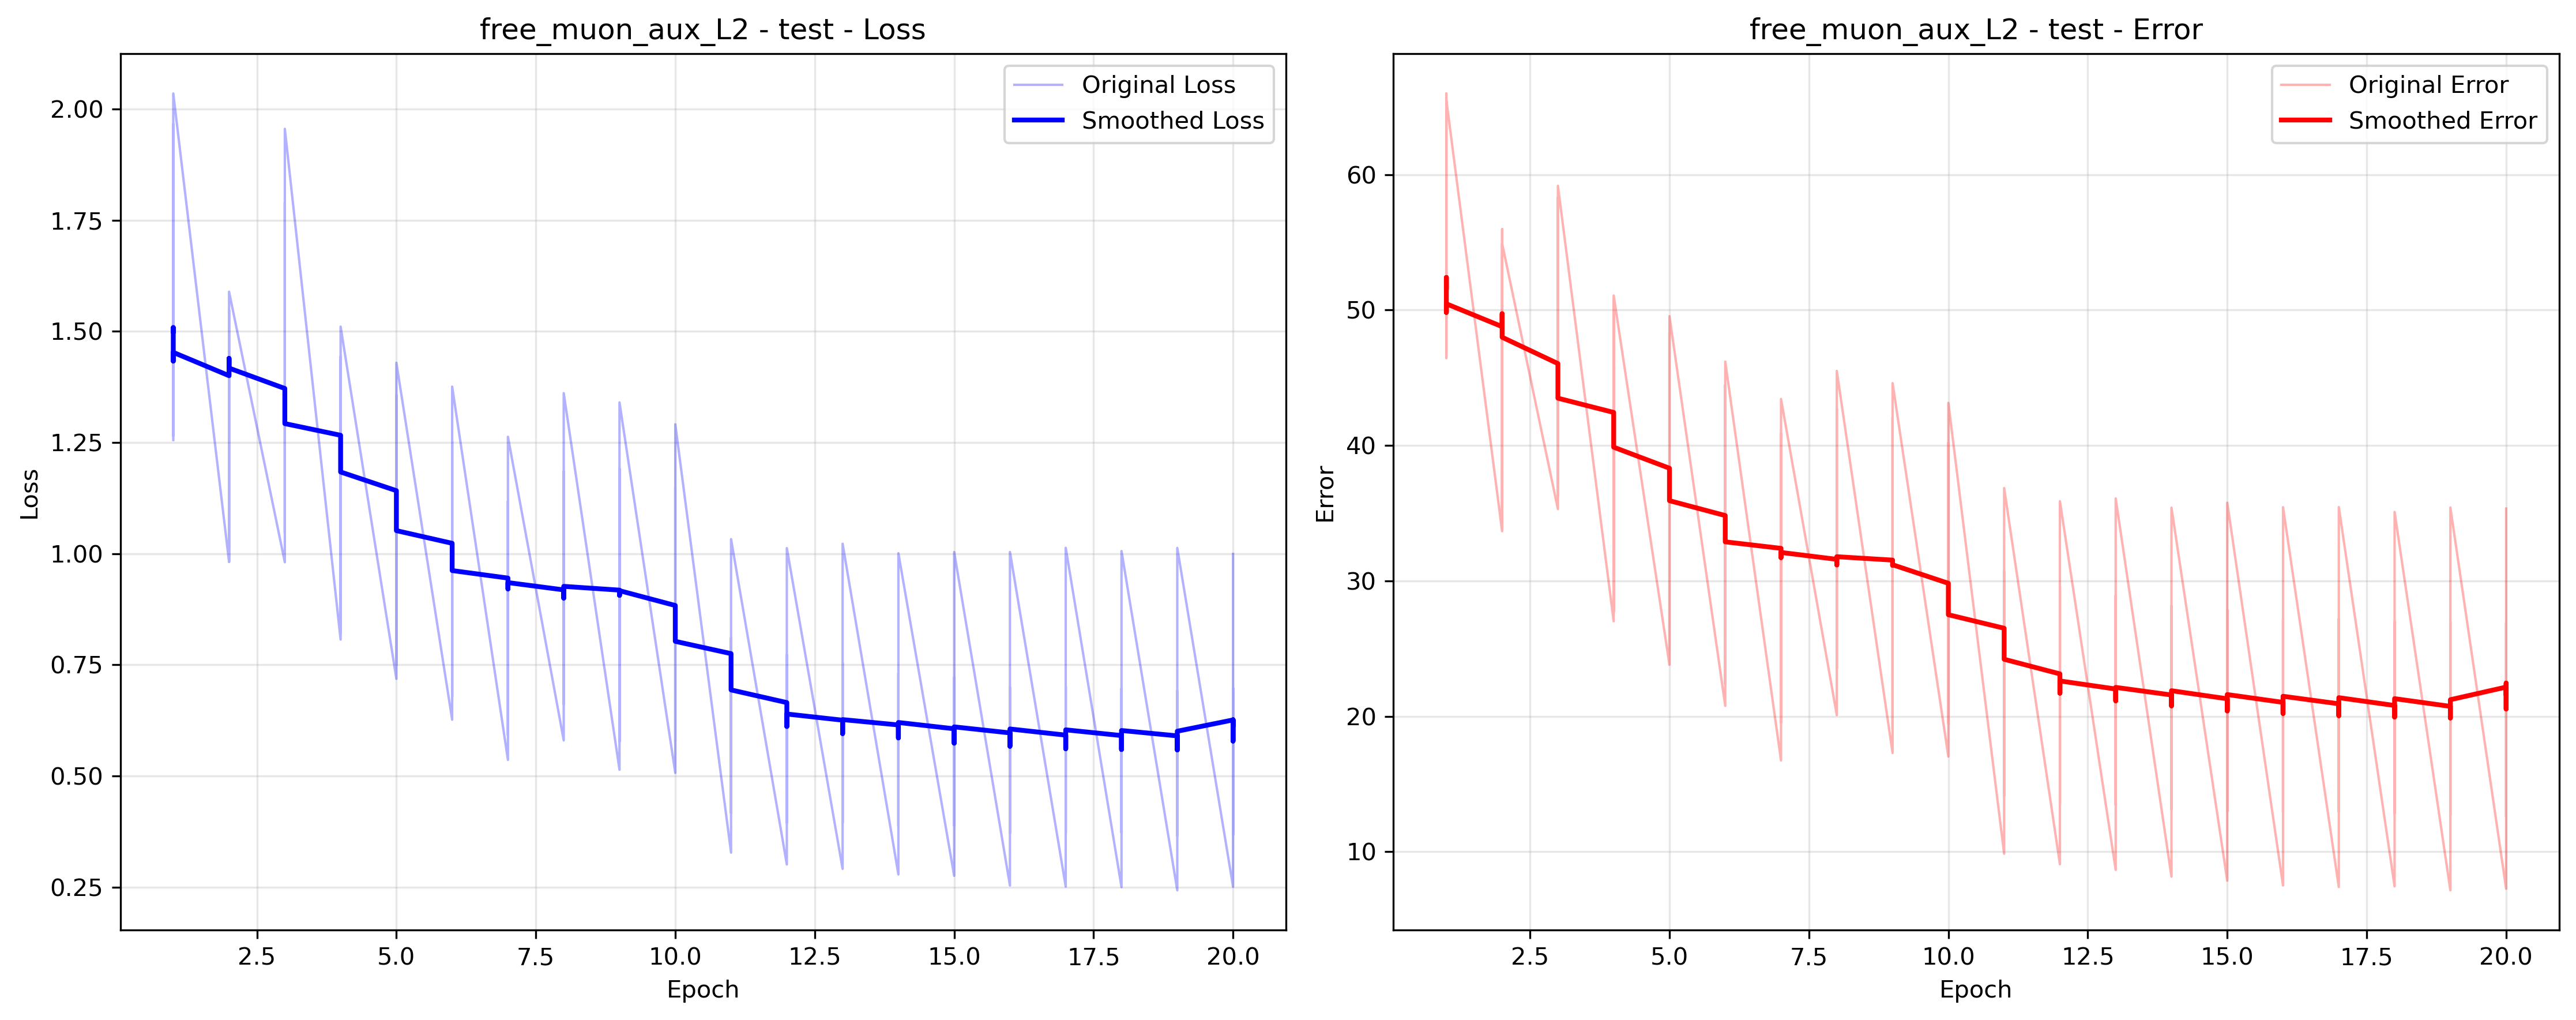 free_muon_aux_L2 - test - Loss
Original Loss
Smoothed Loss
2.00
1.75
1.50
1.25
1.00
0.75
0.50
0.25
Loss
2.5 5.0 7.5 10.0 12.5 15.0 17.5 20.0
Epoch
free_muon_aux_L2 - test - Error
Original Error
Smoothed Error
60
50
40
30
20
10
Error
2.5 5.0 7.5 10.0 12.5 15.0 17.5 20.0
Epoch